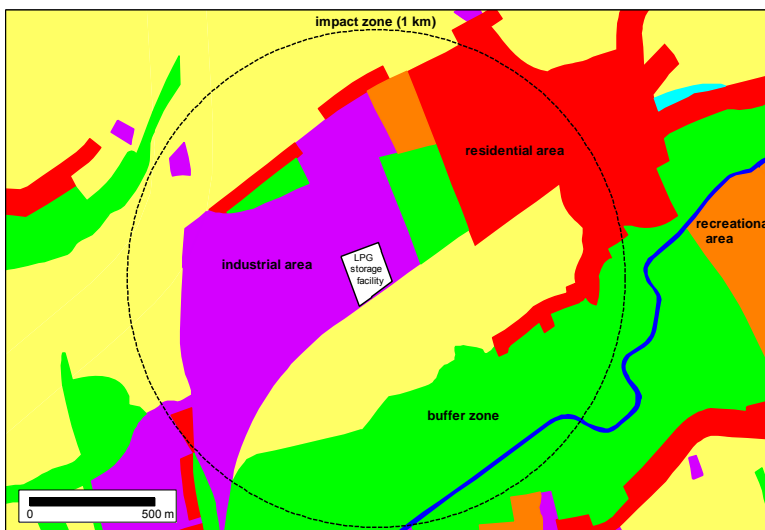 impact zone (1 km)
residential area
recreationa
area
industrial area
LPG
storage
facility
buffer zone
0
500 m